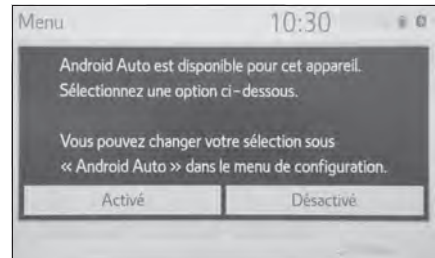 Menu 10:30
Android Auto est disponible pour cet appareil.
Sélectionnez une option ci-dessous.
Vous pouvez changer votre sélection sous
« Android Auto » dans le menu de configuration.
Activé Désactivé